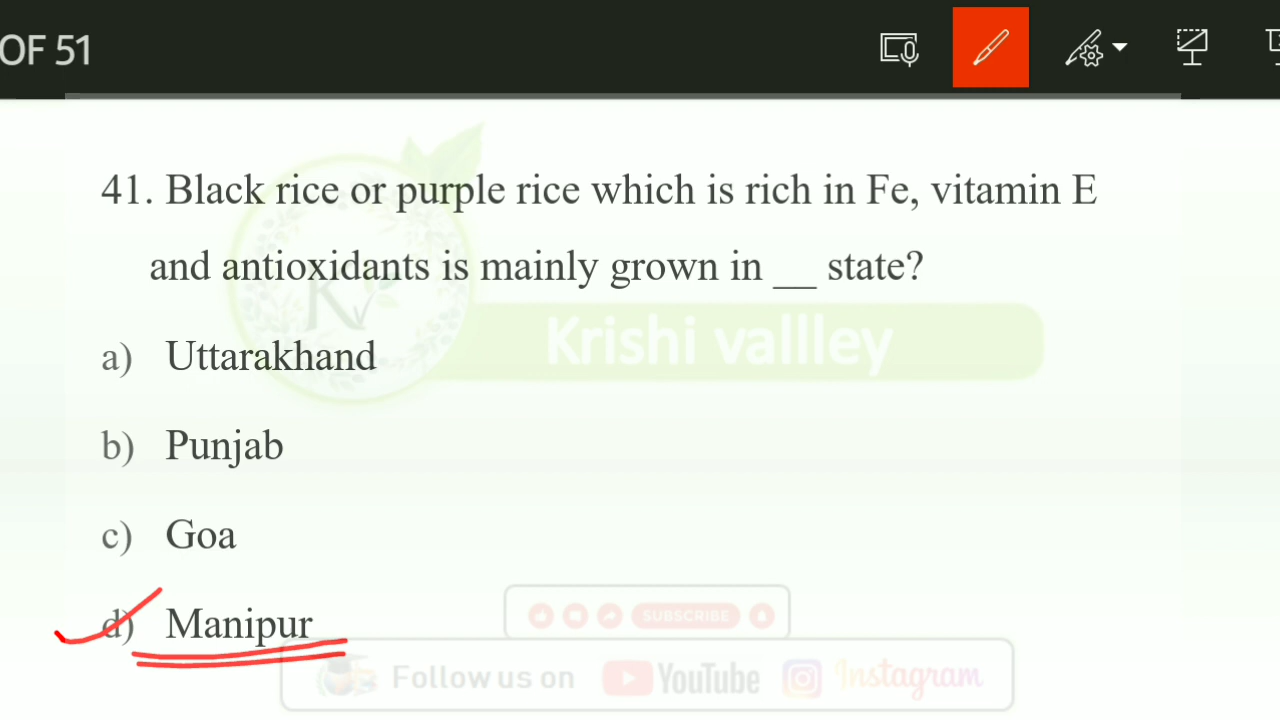 OF 51
41. Black rice or purple rice which is rich in Fe, vitamin E
and antioxidants is mainly grown in __ state?
Krishi vallley
a) Uttarakhand
b) Punjab
c) Goa
d) Manipur
SUBSCRIBE
Follow us on YouTube Instagram